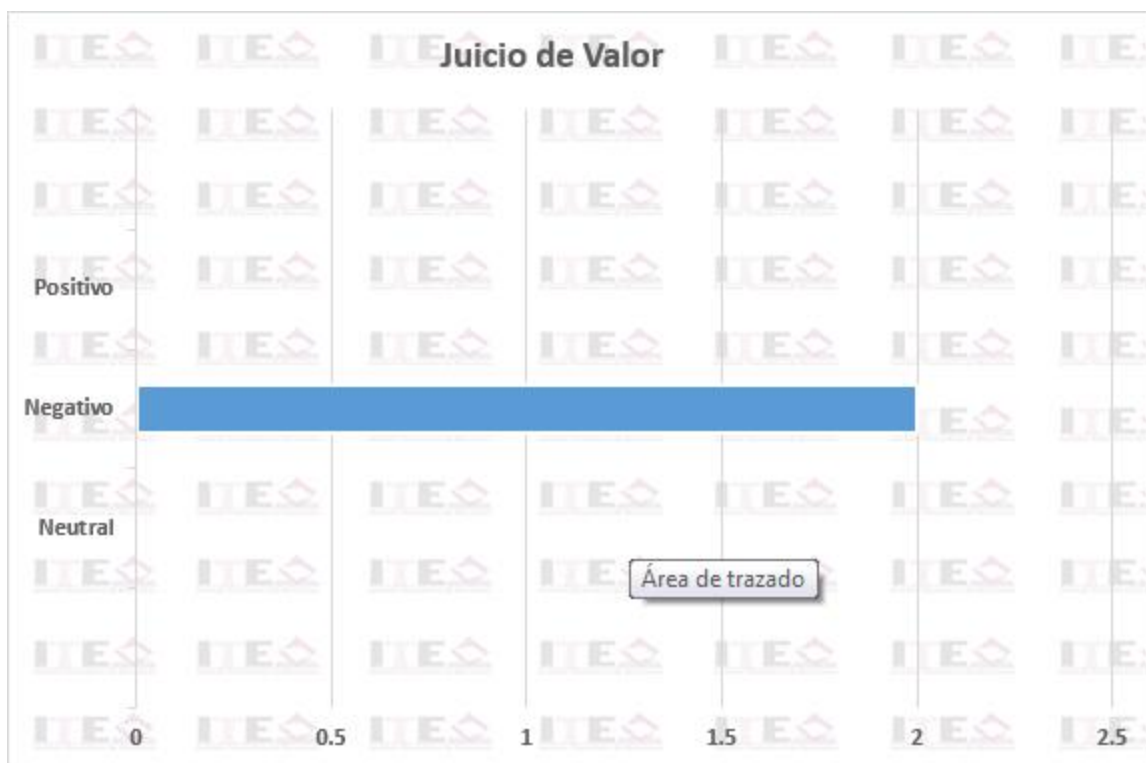 Juicio de Valor
Positivo
Negativo
Neutral
Área de trazado
0 0.5 1 1.5 2 2.5